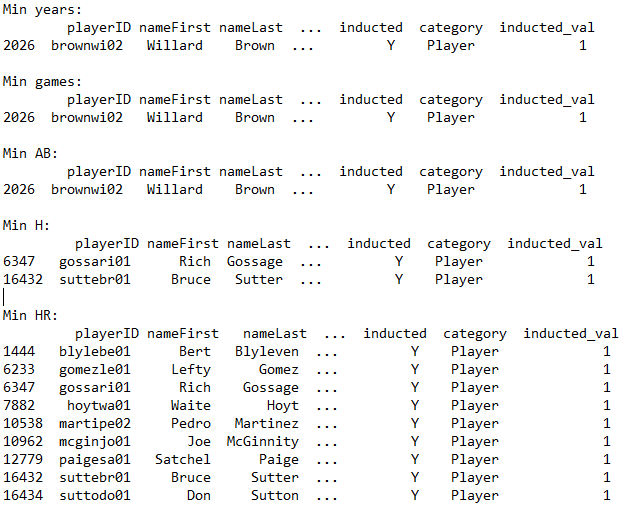 Min years:
playerID nameFirst nameLast ... inducted category inducted_val
2026 brownwi02 Willard Brown ... Y Player 1
Min games:
playerID nameFirst nameLast ... inducted category inducted_val
2026 brownwi02 Willard Brown ... Y Player 1
Min AB:
playerID nameFirst nameLast ... inducted category inducted_val
2026 brownwi02 Willard Brown ... Y Player 1
Min H:
playerID nameFirst nameLast ... inducted category inducted_val
6347 gossari01 Rich Gossage ... Y Player 1
16432 suttebr01 Bruce Sutter ... Y Player 1
Min HR:
playerID nameFirst nameLast ... inducted category inducted_val
1444 blylebe01 Bert Blyleven ... Y Player 1
6233 gomezle01 Lefty Gomez ... Y Player 1
6347 gossari01 Rich Gossage ... Y Player 1
7882 hoytwa01 Waite Hoyt ... Y Player 1
10538 martipe02 Pedro Martinez ... Y Player 1
10962 mcginjo01 Joe McGinnity ... Y Player 1
12779 paigesa01 Satchel Paige ... Y Player 1
16432 suttebr01 Bruce Sutter ... Y Player 1
16434 suttodo01 Don Sutton ... Y Player 1